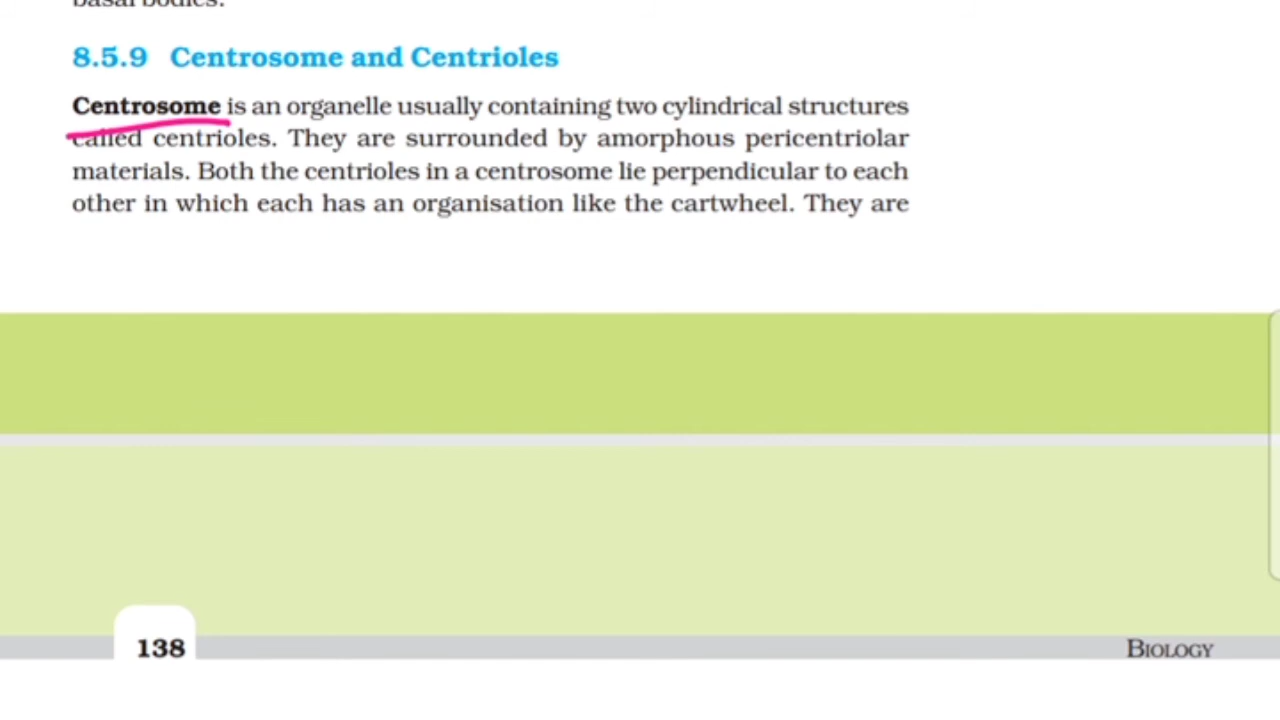 basal bodies.
8.5.9 Centrosome and Centrioles
Centrosome is an organelle usually containing two cylindrical structures
called centrioles. They are surrounded by amorphous pericentriolar
materials. Both the centrioles in a centrosome lie perpendicular to each
other in which each has an organisation like the cartwheel. They are
138
BIOLOGY